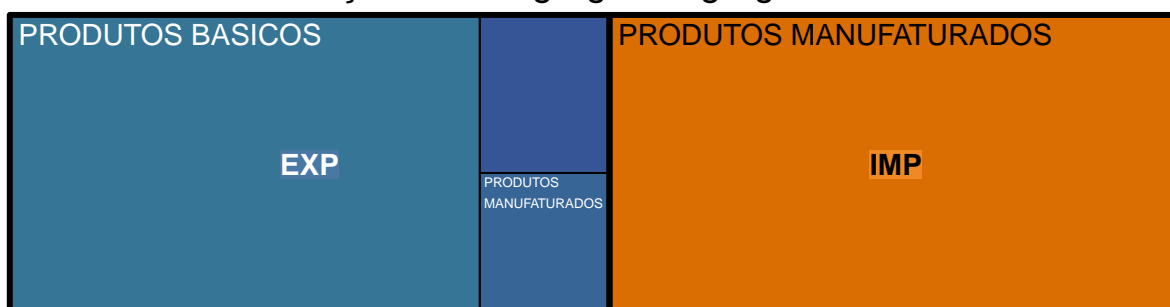 PRODUTOS BASICOS
PRODUTOS MANUFATURADOS
EXP
IMP
PRODUTOS
MANUFATURADOS